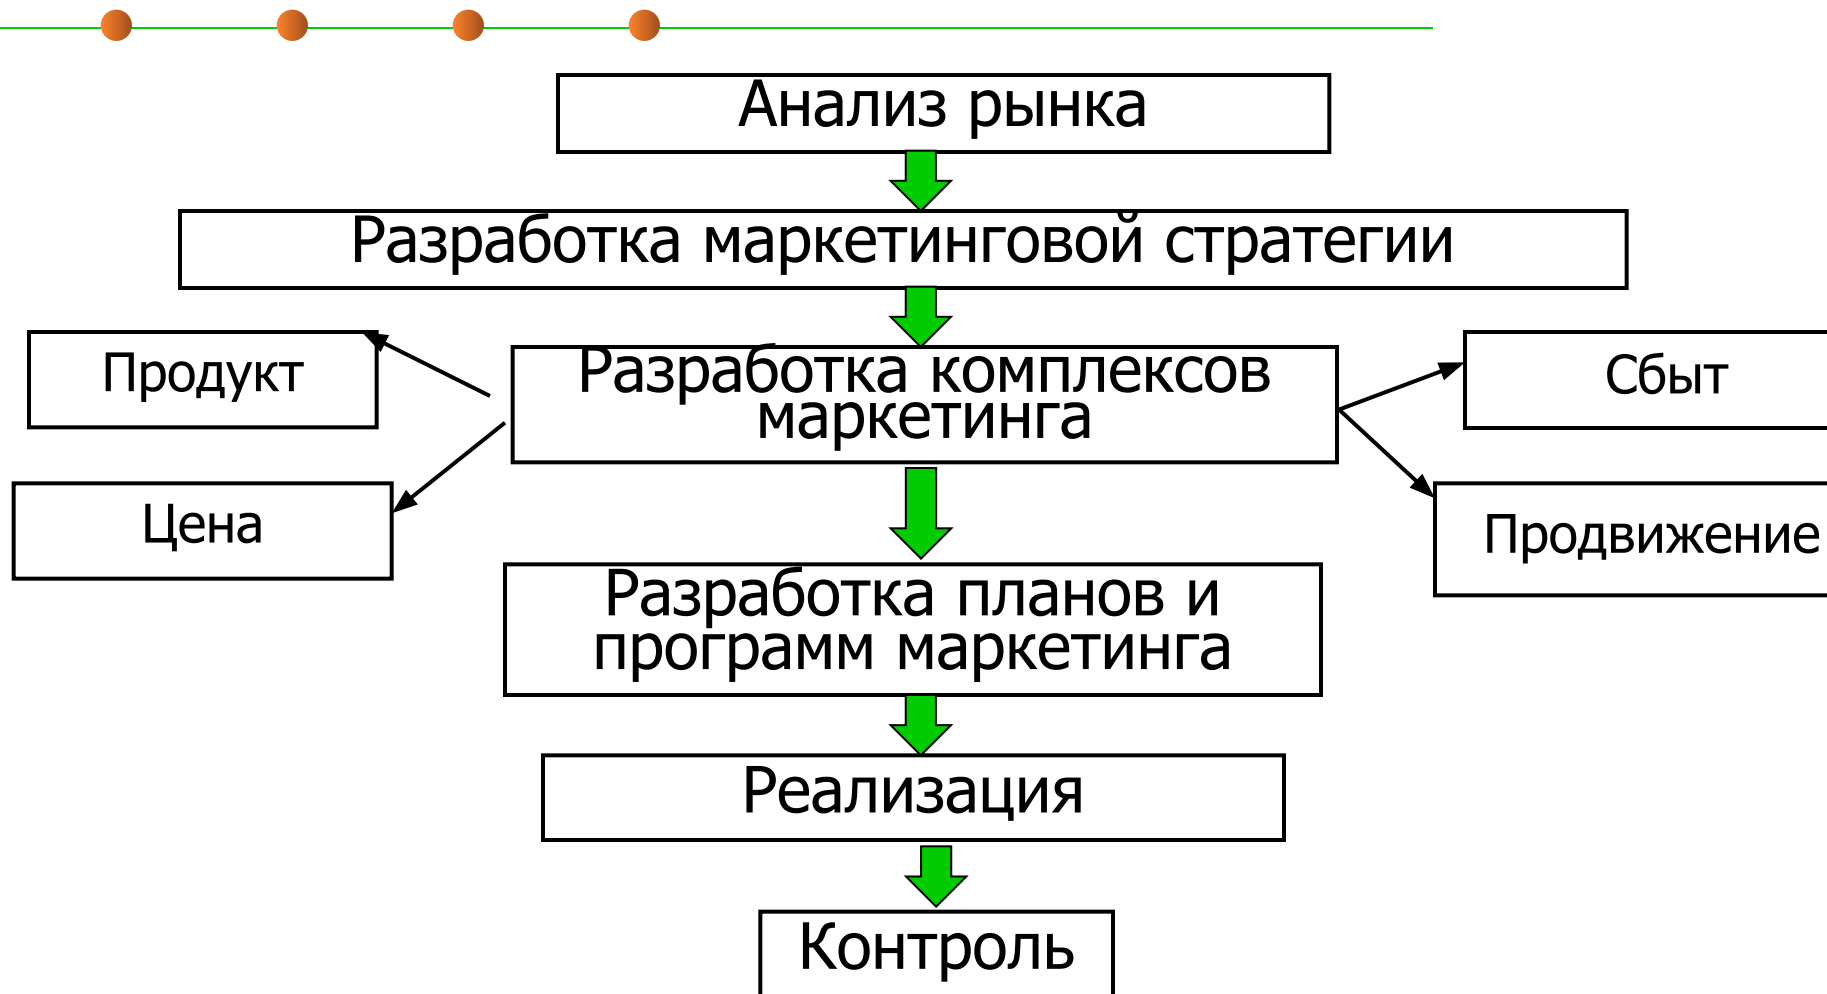 Анализ рынка
Разработка маркетинговой стратегии
Продукт
Разработка комплексов
маркетинга
Сбыт
Цена
Продвижение
Разработка планов и
программ маркетинга
Реализация
Контроль